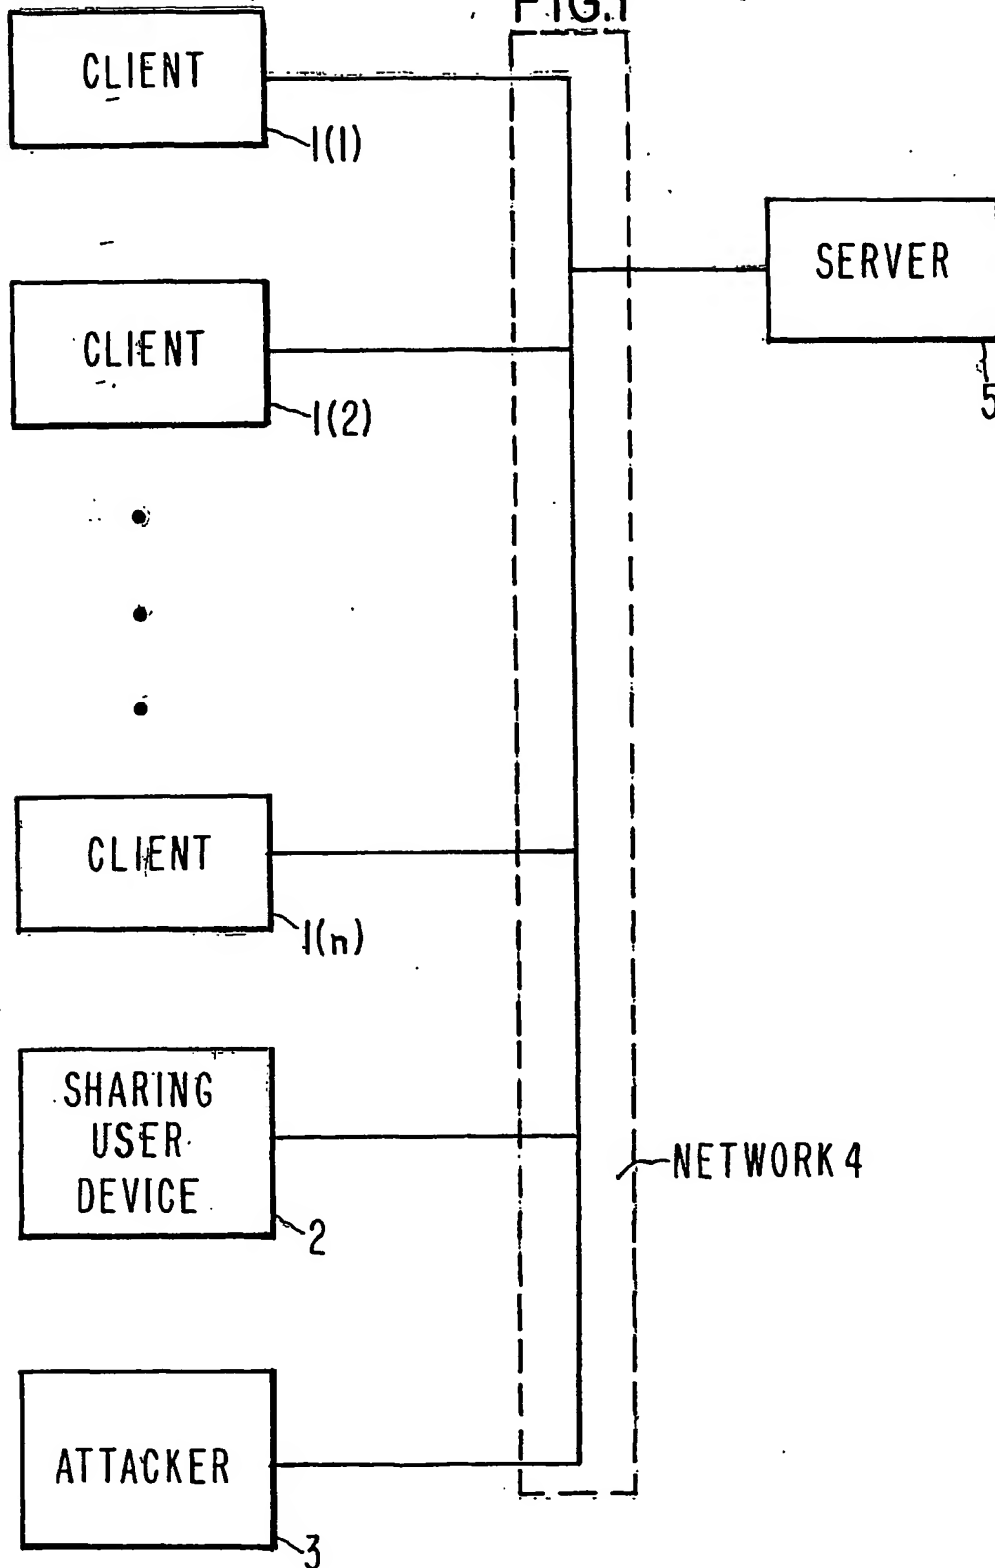 FIG.1
CLIENT
1(1)
SERVER
5
CLIENT
1(2)
CLIENT
1(n)
SHARING
USER
DEVICE
2
NETWORK 4
ATTACKER
3